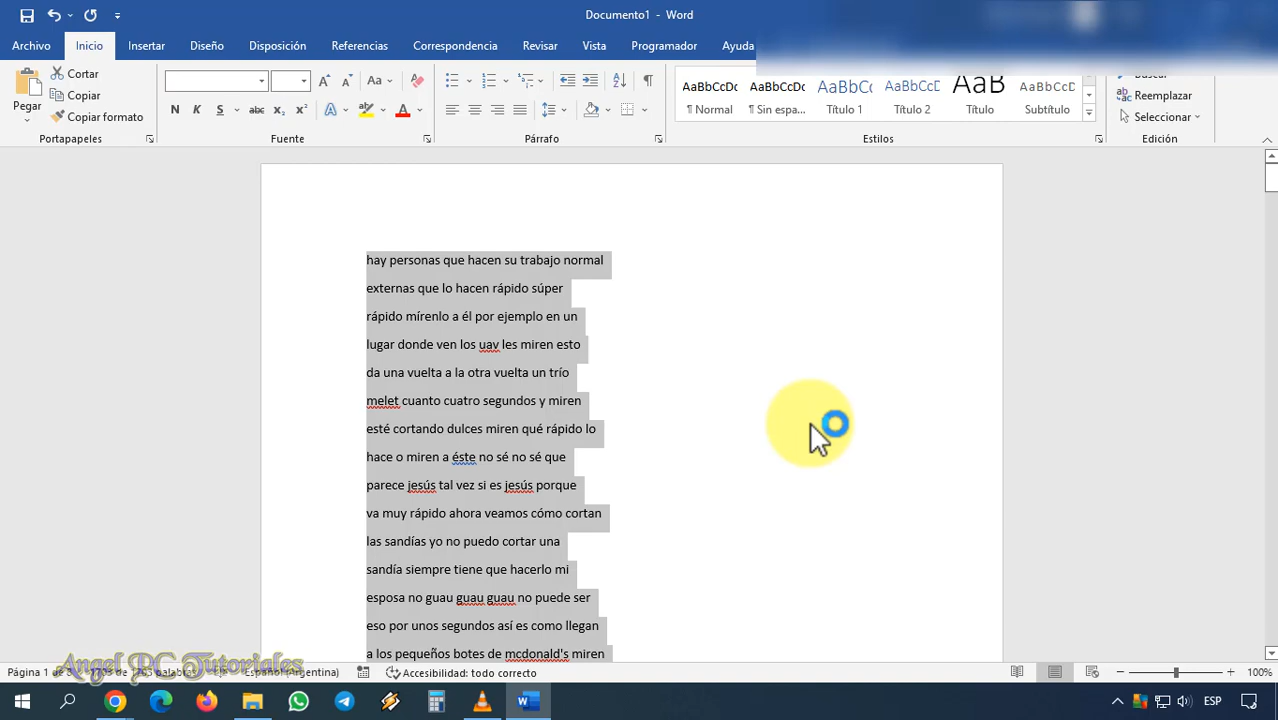 Documento1 - Word
Archivo Inicio Insertar Diseño Disposición Referencias Correspondencia Revisar Vista Programador Ayuda
Pegar
Cortar
Copiar
Copiar formato
Portapapeles
N K S abc A A
Aa
Fuente
Párrafo
AaBbCcDc AaBbCcDc AaBbC AaBbCcD AaB AaBbCcD
¶ Normal ¶ Sin espa... Título 1 Título 2 Título Subtítulo
Estilos
Buscar
Reemplazar
Seleccionar
Edición
hay personas que hacen su trabajo normal
externas que lo hacen rápido súper
rápido mírenlo a él por ejemplo en un
lugar donde ven los uav les miren esto
da una vuelta a la otra vuelta un trío
melet cuanto cuatro segundos y miren
esté cortando dulces miren qué rápido lo
hace o miren a éste no sé no sé que
parece jesús tal vez si es jesús porque
va muy rápido ahora veamos cómo cortan
las sandías yo no puedo cortar una
sandía siempre tiene que hacerlo mi
esposa no guau guau guau no puede ser
eso por unos segundos así es como llegan
a los pequeños botes de mcdonald's miren
Angel PC Tutoriales
Página 1 de palabras Español (Argentina) Accesibilidad: todo correcto 100%
ESP